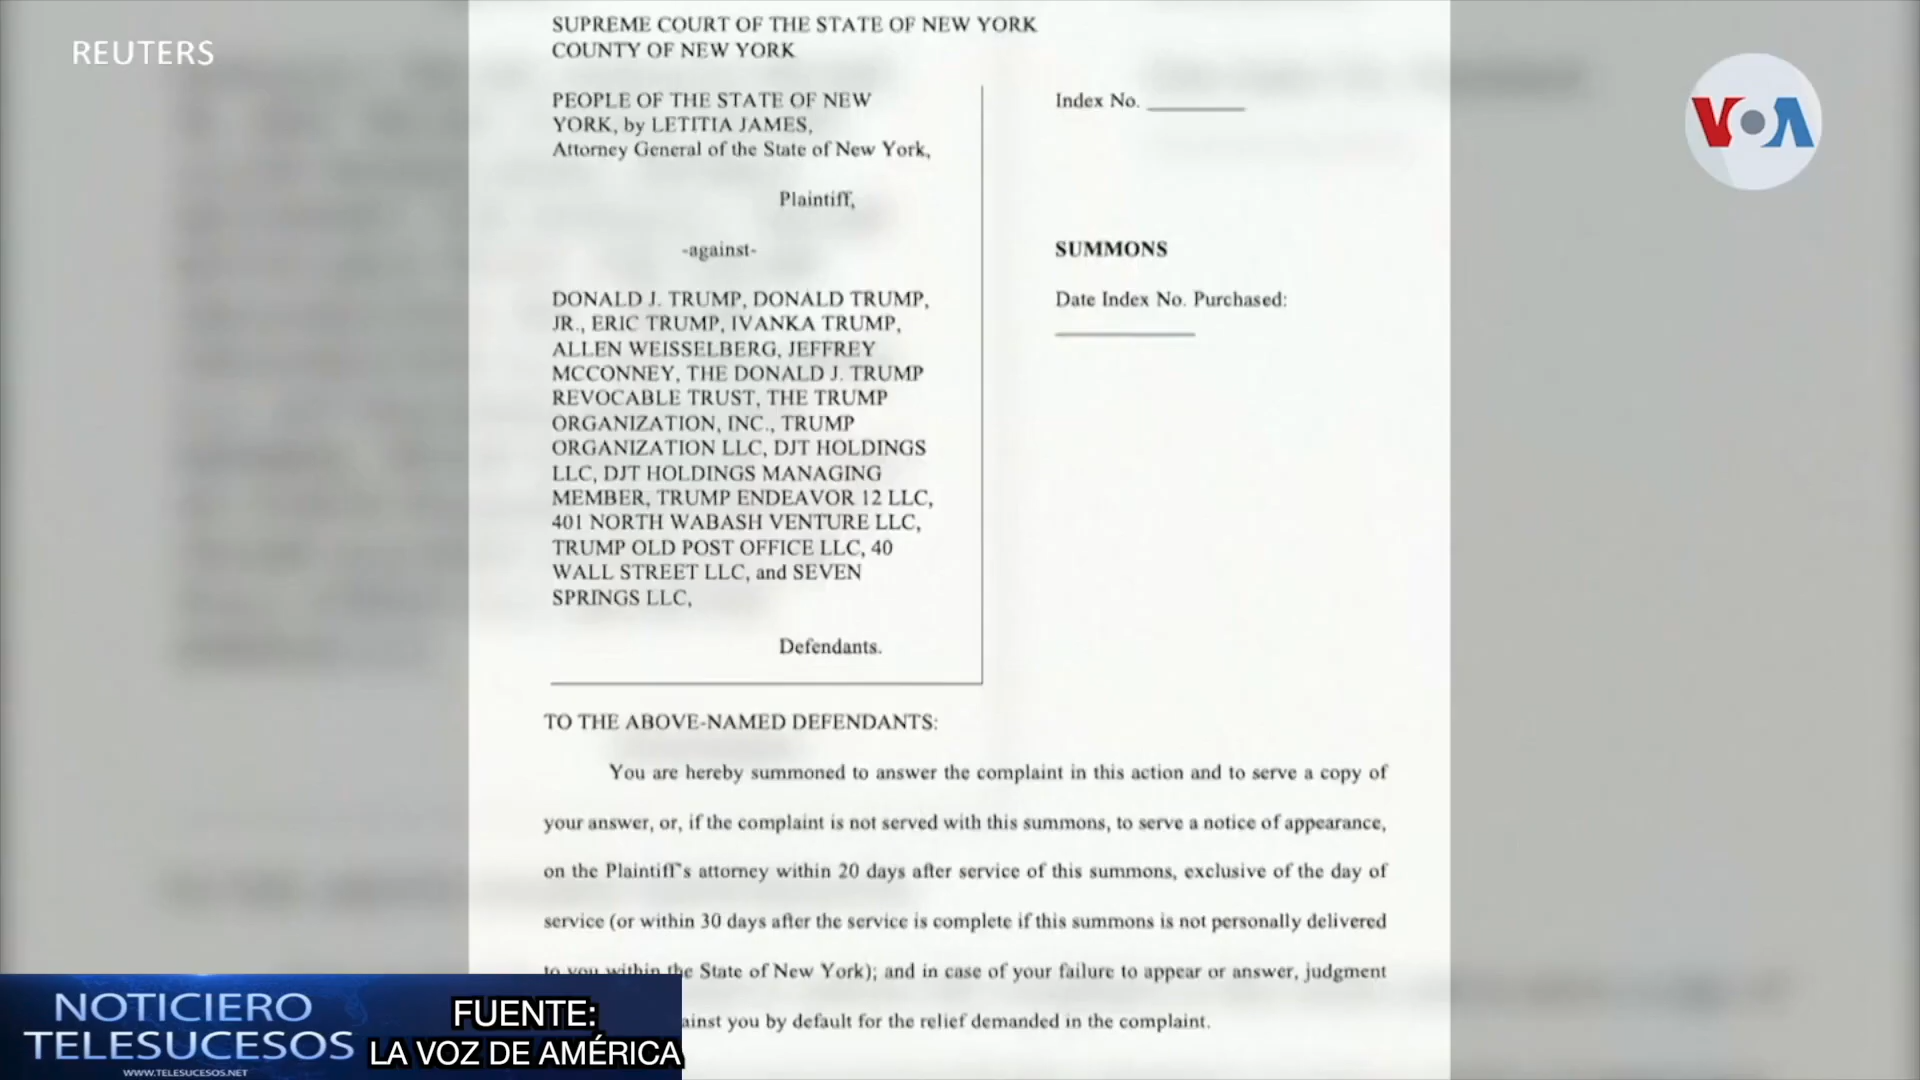 REUTERS
VOA
SUPREME COURT OF THE STATE OF NEW YORK
COUNTY OF NEW YORK
PEOPLE OF THE STATE OF NEW
YORK, by LETITIA JAMES,
Attorney General of the State of New York,
Plaintiff,
-against-
DONALD J. TRUMP, DONALD TRUMP,
JR., ERIC TRUMP, IVANKA TRUMP,
ALLEN WEISSELBERG, JEFFREY
MCCONNEY, THE DONALD J. TRUMP
REVOCABLE TRUST, THE TRUMP
ORGANIZATION, INC., TRUMP
ORGANIZATION LLC, DJT HOLDINGS
LLC, DJT HOLDINGS MANAGING
MEMBER, TRUMP ENDEAVOR 12 LLC,
401 NORTH WABASH VENTURE LLC,
TRUMP OLD POST OFFICE LLC, 40
WALL STREET LLC, and SEVEN
SPRINGS LLC,
Defendants.
Index No.
SUMMONS
Date Index No. Purchased:
TO THE ABOVE-NAMED DEFENDANTS:
You are hereby summoned to answer the complaint in this action and to serve a copy of
your answer, or, if the complaint is not served with this summons, to serve a notice of appearance,
on the Plaintiff's attorney within 20 days after service of this summons, exclusive of the day of
service (or within 30 days after the service is complete if this summons is not personally delivered
to you within the State of New York); and in case of your failure to appear or answer, judgment
ainst you by default for the relief demanded in the complaint.
NOTICIERO
TELESUCESOS
WWW.TELESUCESOS.NET
FUENTE:
LA VOZ DE AMÉRICA